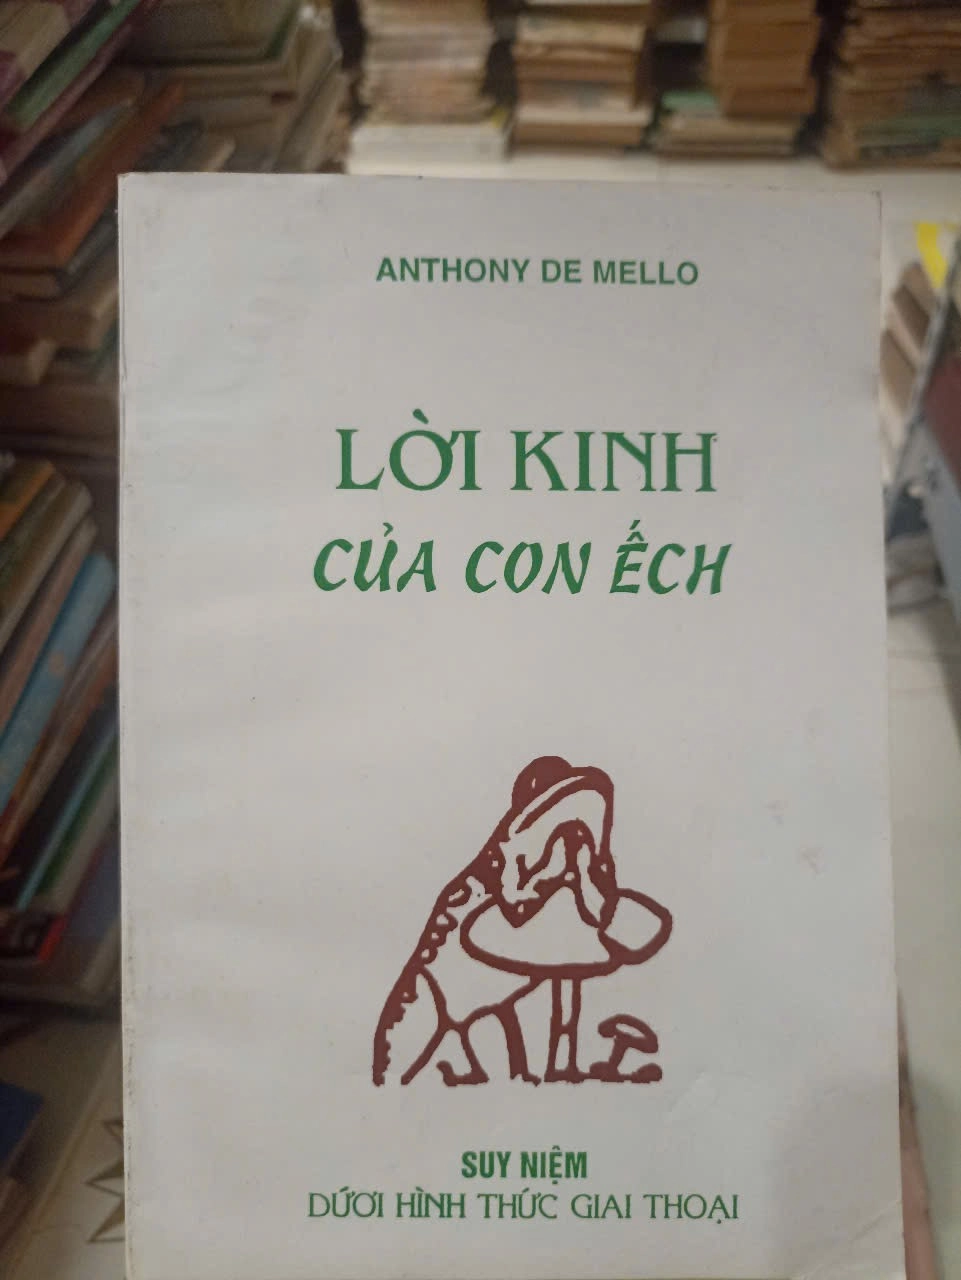 ANTHONY DE MELLO
LỜI KINH
CỦA CON ẾCH
SUY NIỆM
DƯỚI HÌNH THỨC GIAI THOẠI